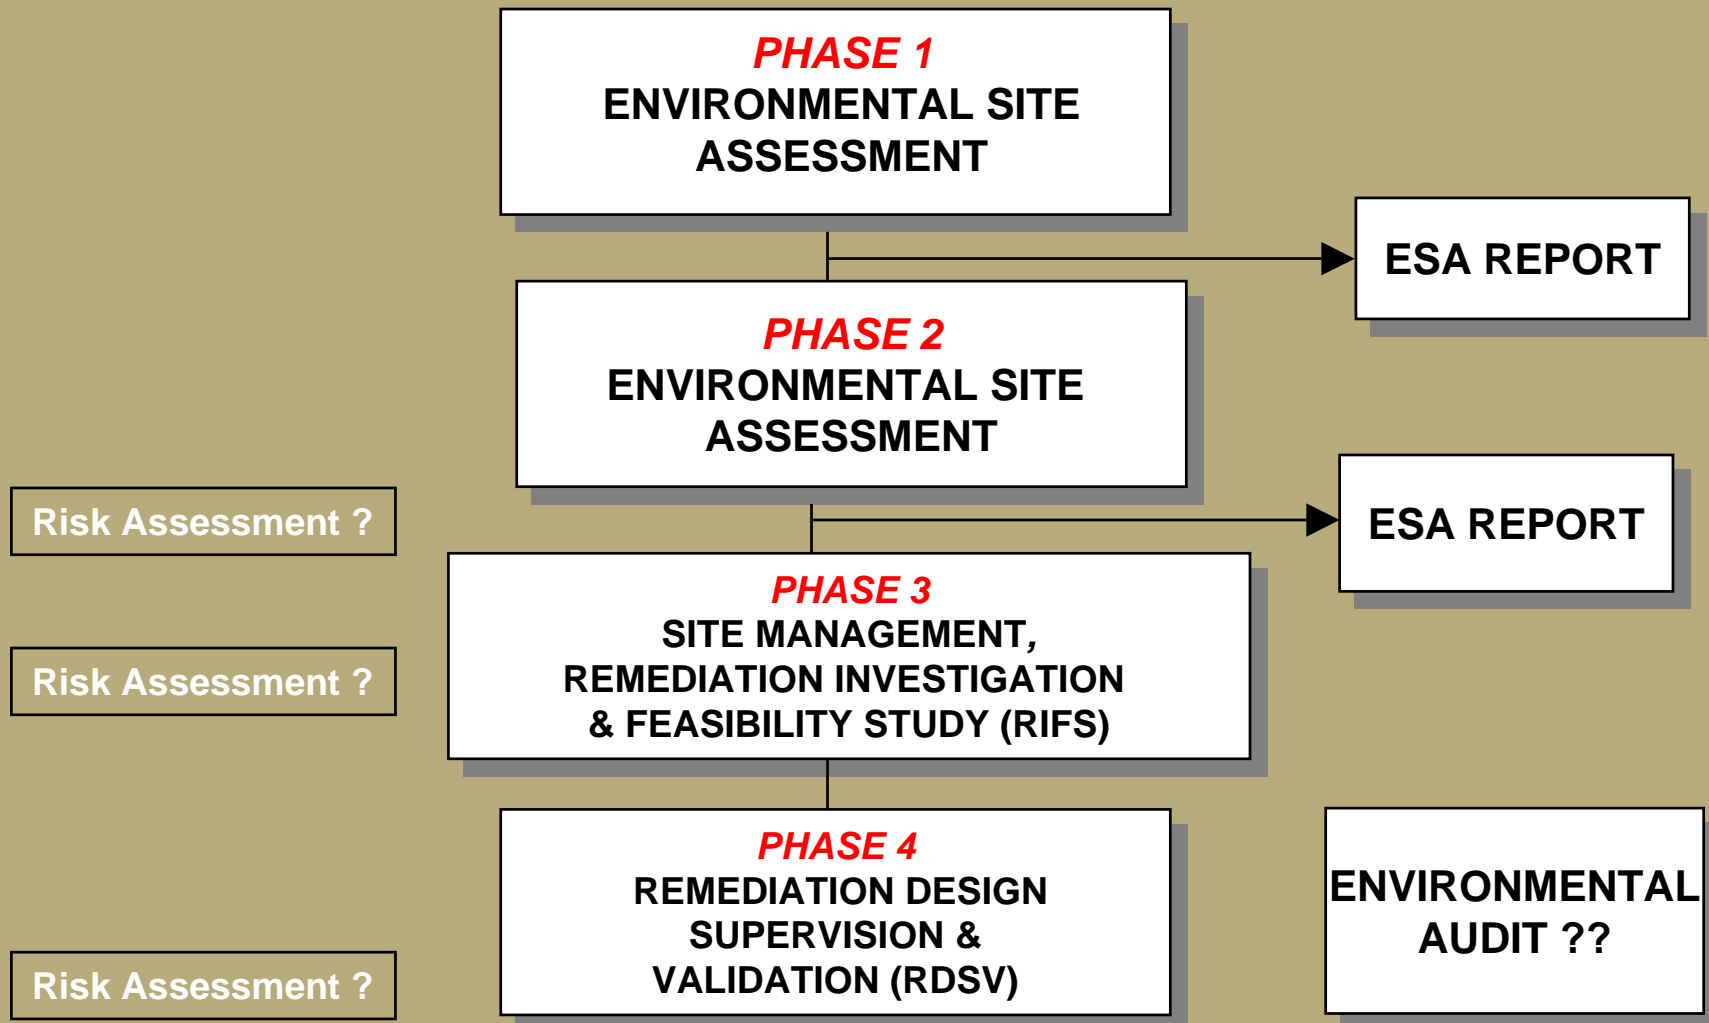 PHASE 1
ENVIRONMENTAL SITE
ASSESSMENT
ESA REPORT
PHASE 2
ENVIRONMENTAL SITE
ASSESSMENT
Risk Assessment ?
ESA REPORT
PHASE 3
SITE MANAGEMENT,
REMEDIATION INVESTIGATION
& FEASIBILITY STUDY (RIFS)
Risk Assessment ?
PHASE 4
REMEDIATION DESIGN
SUPERVISION &
VALIDATION (RDSV)
ENVIRONMENTAL
AUDIT ??
Risk Assessment ?